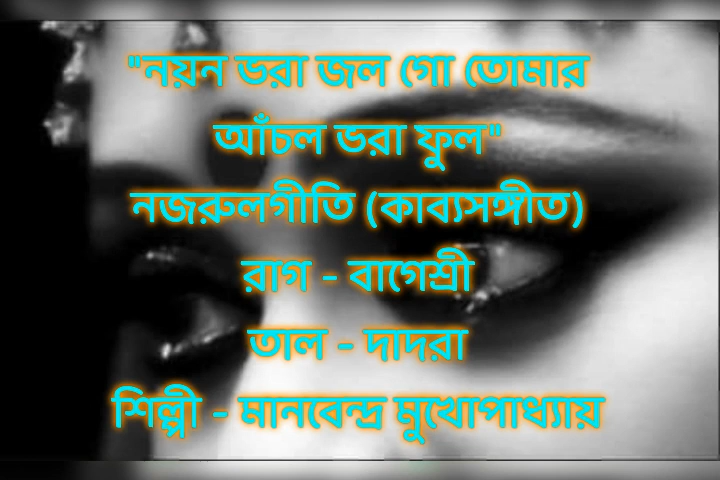 "নয়ন ভরা জল গো তোমার
আঁচল ভরা ফুল"
নজরুলগীতি (কাব্যসঙ্গীত)
রাগ - বাগেশ্রী
তাল - দাদরা
শিল্পী - মানবেন্দ্র মুখোপাধ্যায়